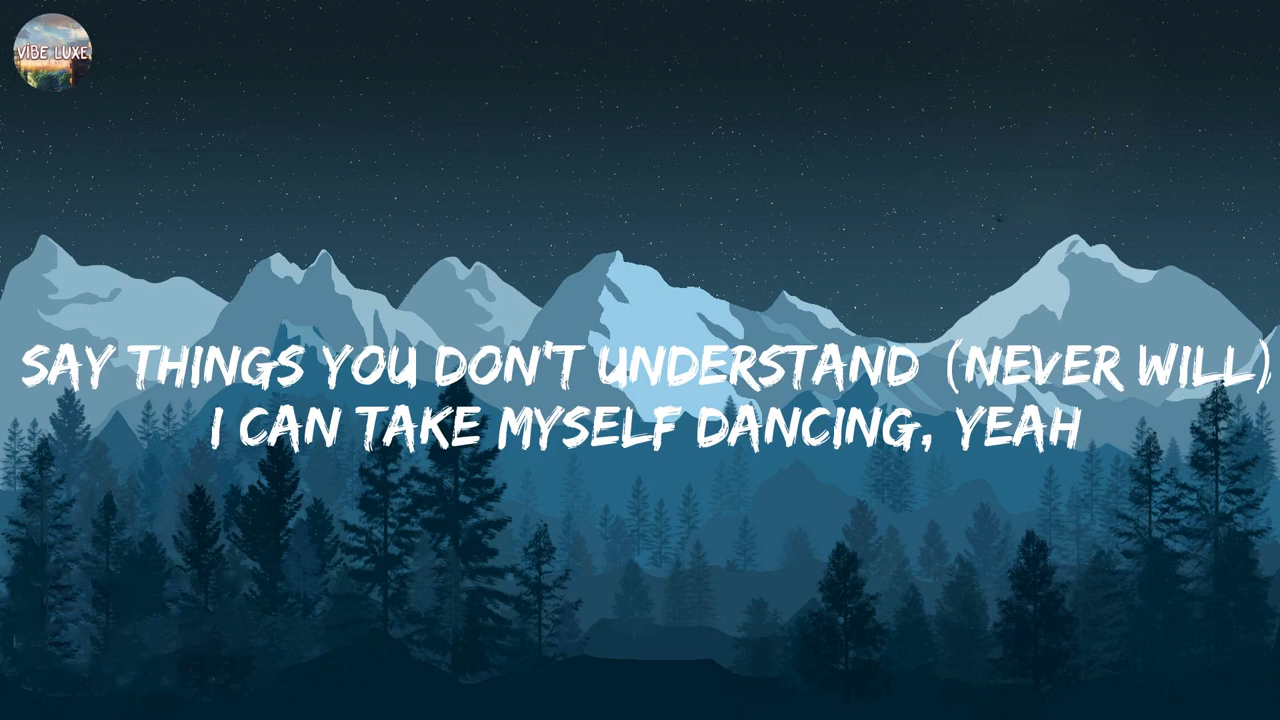 VIBE LUXE
SAY THINGS YOU DON'T UNDERSTAND (NEVER WILL)
I CAN TAKE MYSELF DANCING, YEAH